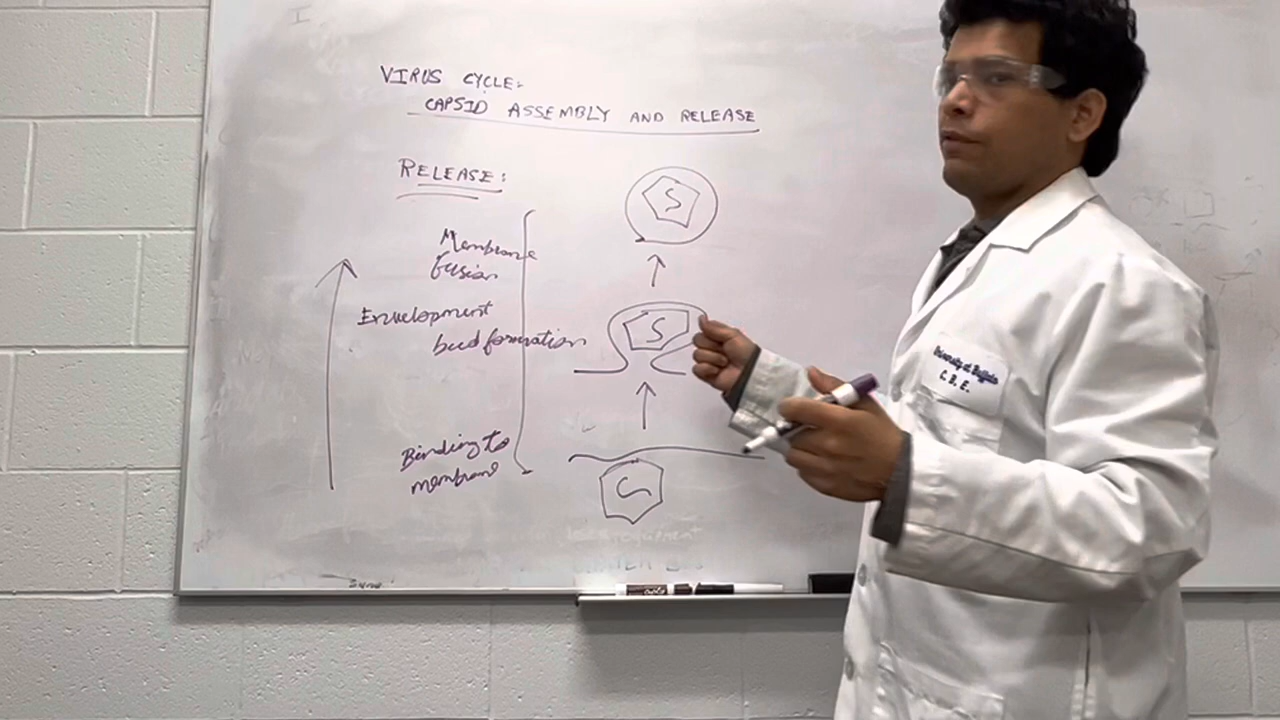 VIRUS CYCLE:
CAPSID ASSEMBLY AND RELEASE
RELEASE:
Membrane
fusion
Envelopment
bud formation
Binding to
membrane
University at Buffalo
C. B. E.